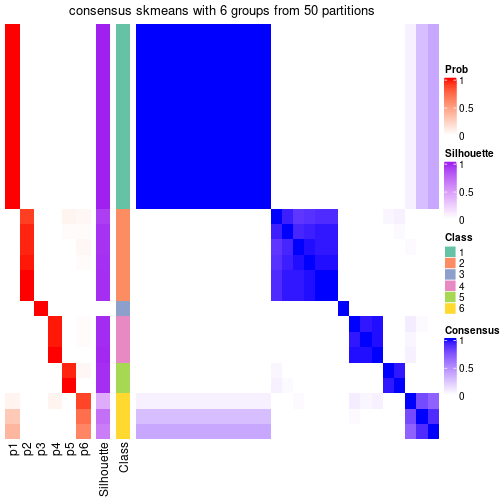 consensus skmeans with 6 groups from 50 partitions
Prob
1
0.5
0
Silhouette
1
0.5
0
Class
1
2
3
4
5
6
Consensus
1
0.5
0
p1
p2
p3
p4
p5
p6
Silhouette
Class